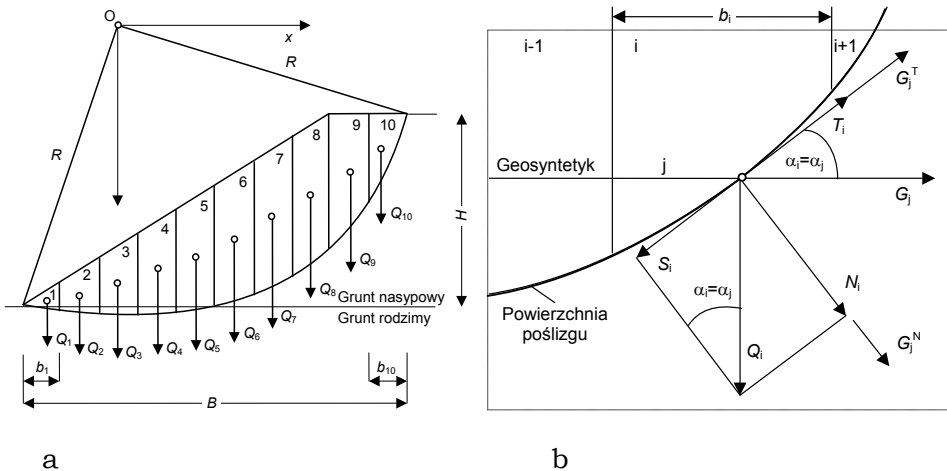 O
x
R
R
1
2
3
4
5
6
7
8
9
10
H
Q10
Q9
Q8
Q7
Q6
Q5
Q4
Q3
Q2
Q1
Grunt nasypowy
Grunt rodzimy
b1
b10
B
a
bi
i-1
i
i+1
GjT
Ti
αi=αj
Geosyntetyk
j
Gj
Si
αi=αj
Ni
Powierzchnia
poślizgu
Qi
GjN
b